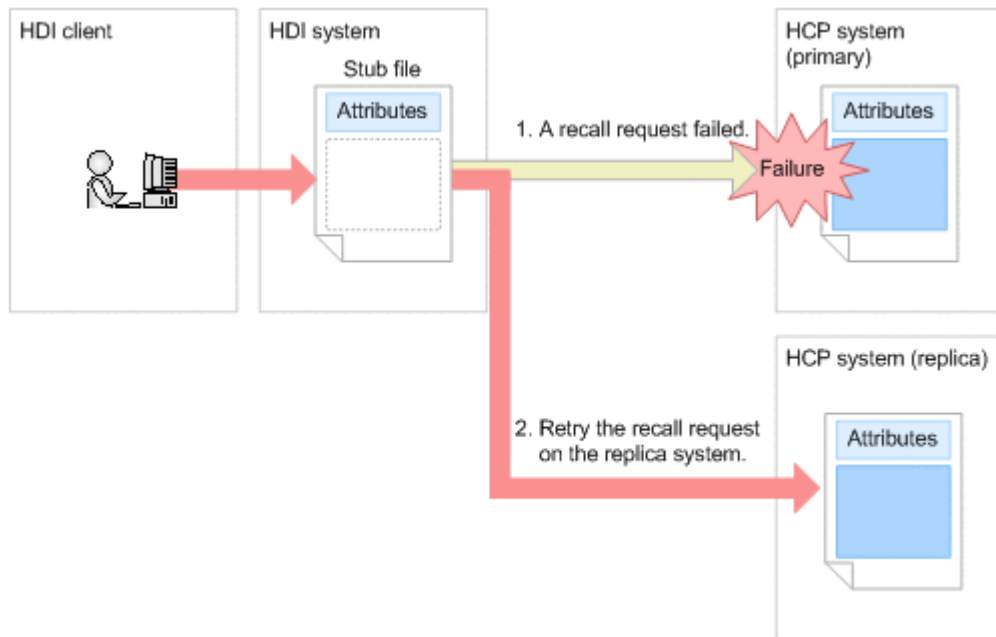 HDI client
HDI system
Stub file
Attributes
1. A recall request failed.
HCP system
(primary)
Attributes
Failure
2. Retry the recall request
on the replica system.
HCP system (replica)
Attributes